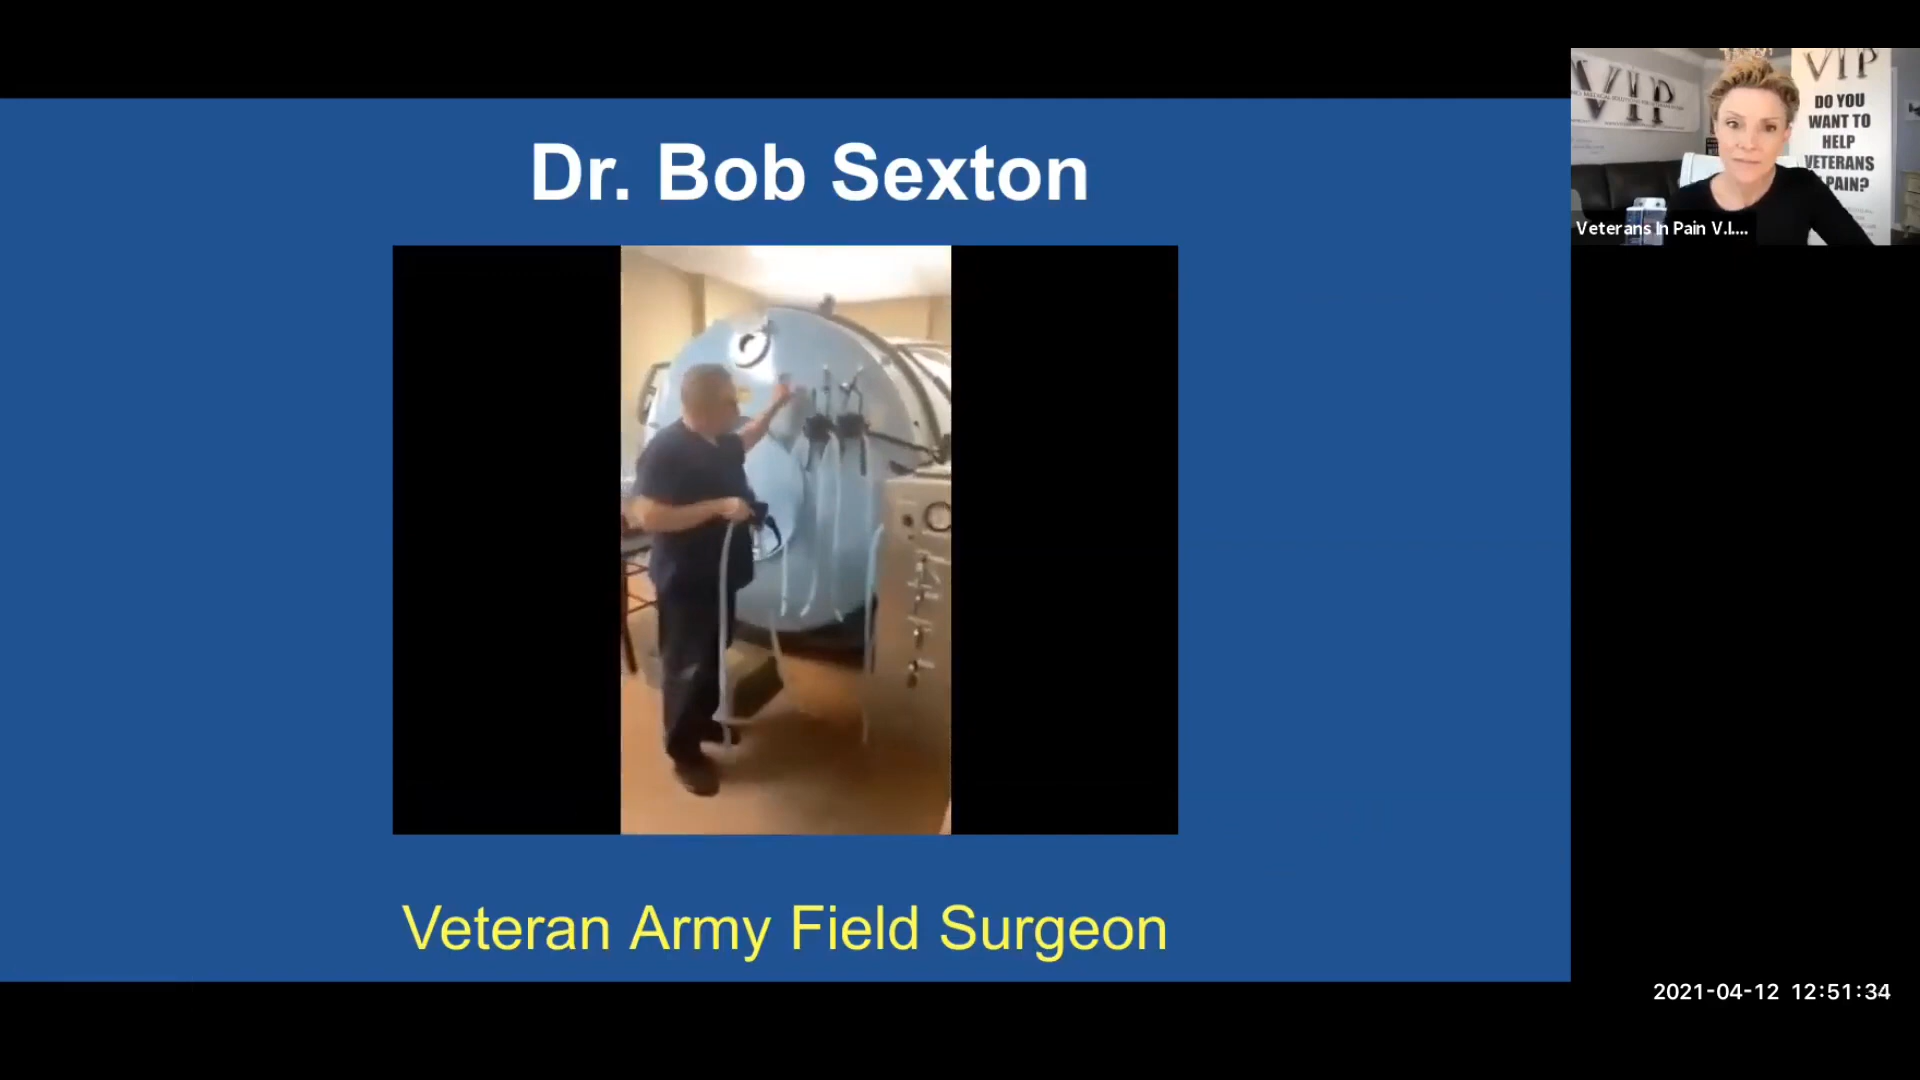 Dr. Bob Sexton
Veteran Army Field Surgeon
VIP
VIP
DO YOU
WANT TO
HELP
VETERANS
PAIN?
Veterans In Pain V.I....
2021-04-12 12:51:34